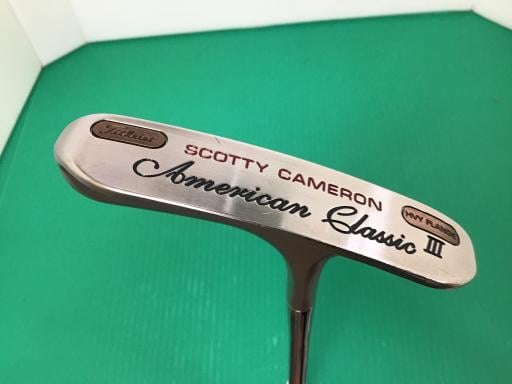 Titleist
SCOTTY CAMERON
American Classic III
HVY FLANGE